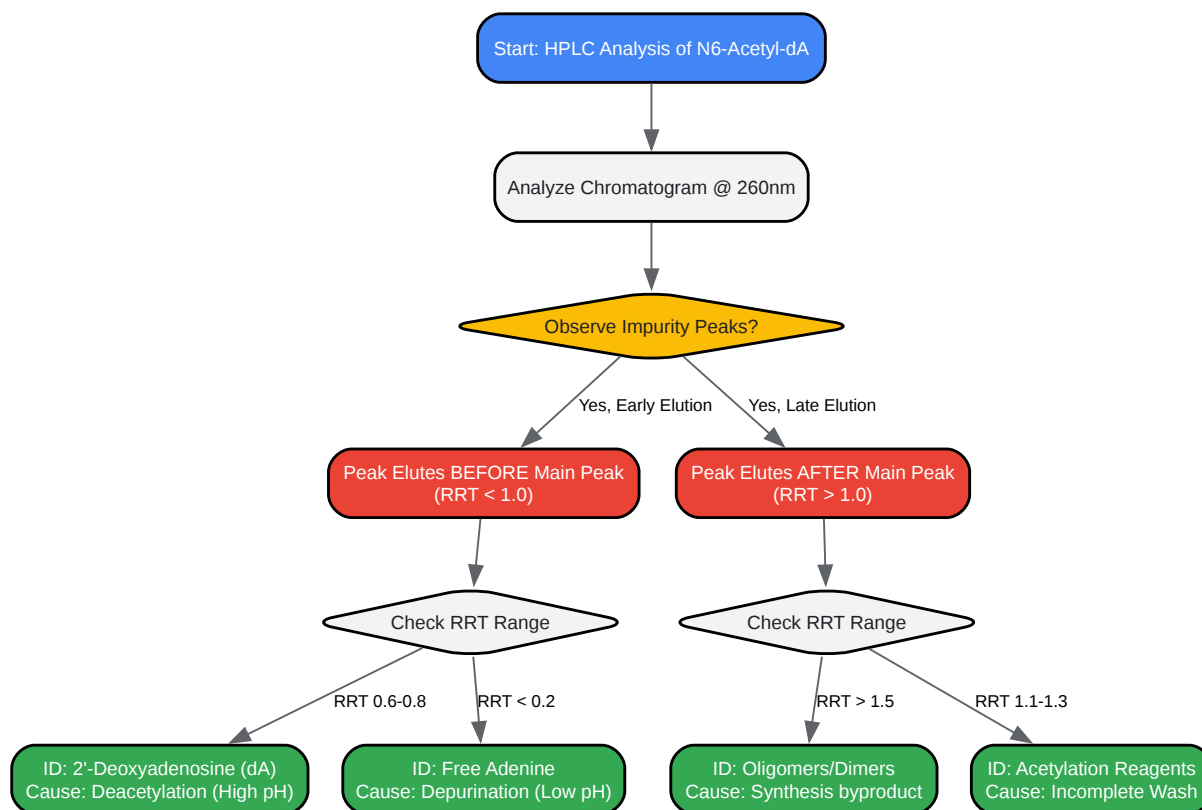 Start: HPLC Analysis of N6-Acetyl-dA
Analyze Chromatogram @ 260nm
Observe Impurity Peaks?
Yes, Early Elution
Yes, Late Elution
Peak Elutes BEFORE Main Peak
(RRT < 1.0)
Peak Elutes AFTER Main Peak
(RRT > 1.0)
Check RRT Range
Check RRT Range
RRT 0.6-0.8
RRT < 0.2
RRT > 1.5
RRT 1.1-1.3
ID: 2'-Deoxyadenosine (dA)
Cause: Deacetylation (High pH)
ID: Free Adenine
Cause: Depurination (Low pH)
ID: Oligomers/Dimers
Cause: Synthesis byproduct
ID: Acetylation Reagents
Cause: Incomplete Wash